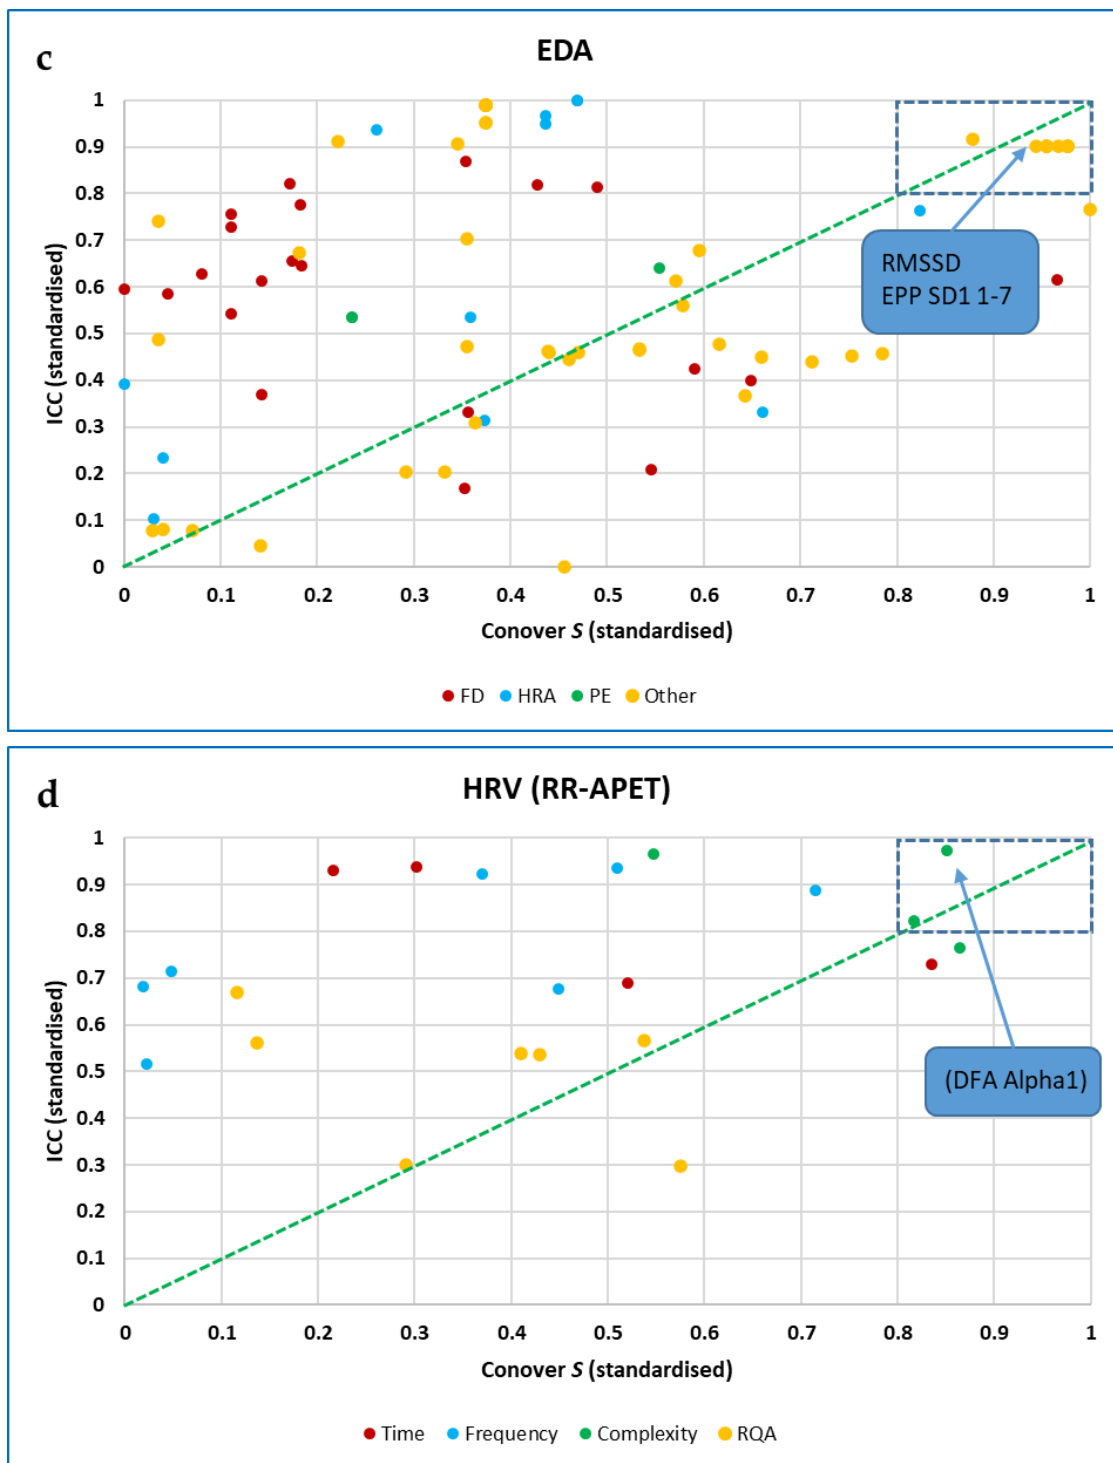 c
EDA
1
0.9
0.8
0.7
0.6
0.5
0.4
0.3
0.2
0.1
0
ICC (standardised)
RMSSD
EPP SD1 1-7
0 0.1 0.2 0.3 0.4 0.5 0.6 0.7 0.8 0.9 1
Conover S (standardised)
FD HRA PE Other
d
HRV (RR-APET)
1
0.9
0.8
0.7
0.6
0.5
0.4
0.3
0.2
0.1
0
ICC (standardised)
(DFA Alpha1)
0 0.1 0.2 0.3 0.4 0.5 0.6 0.7 0.8 0.9 1
Conover S (standardised)
Time Frequency Complexity RQA